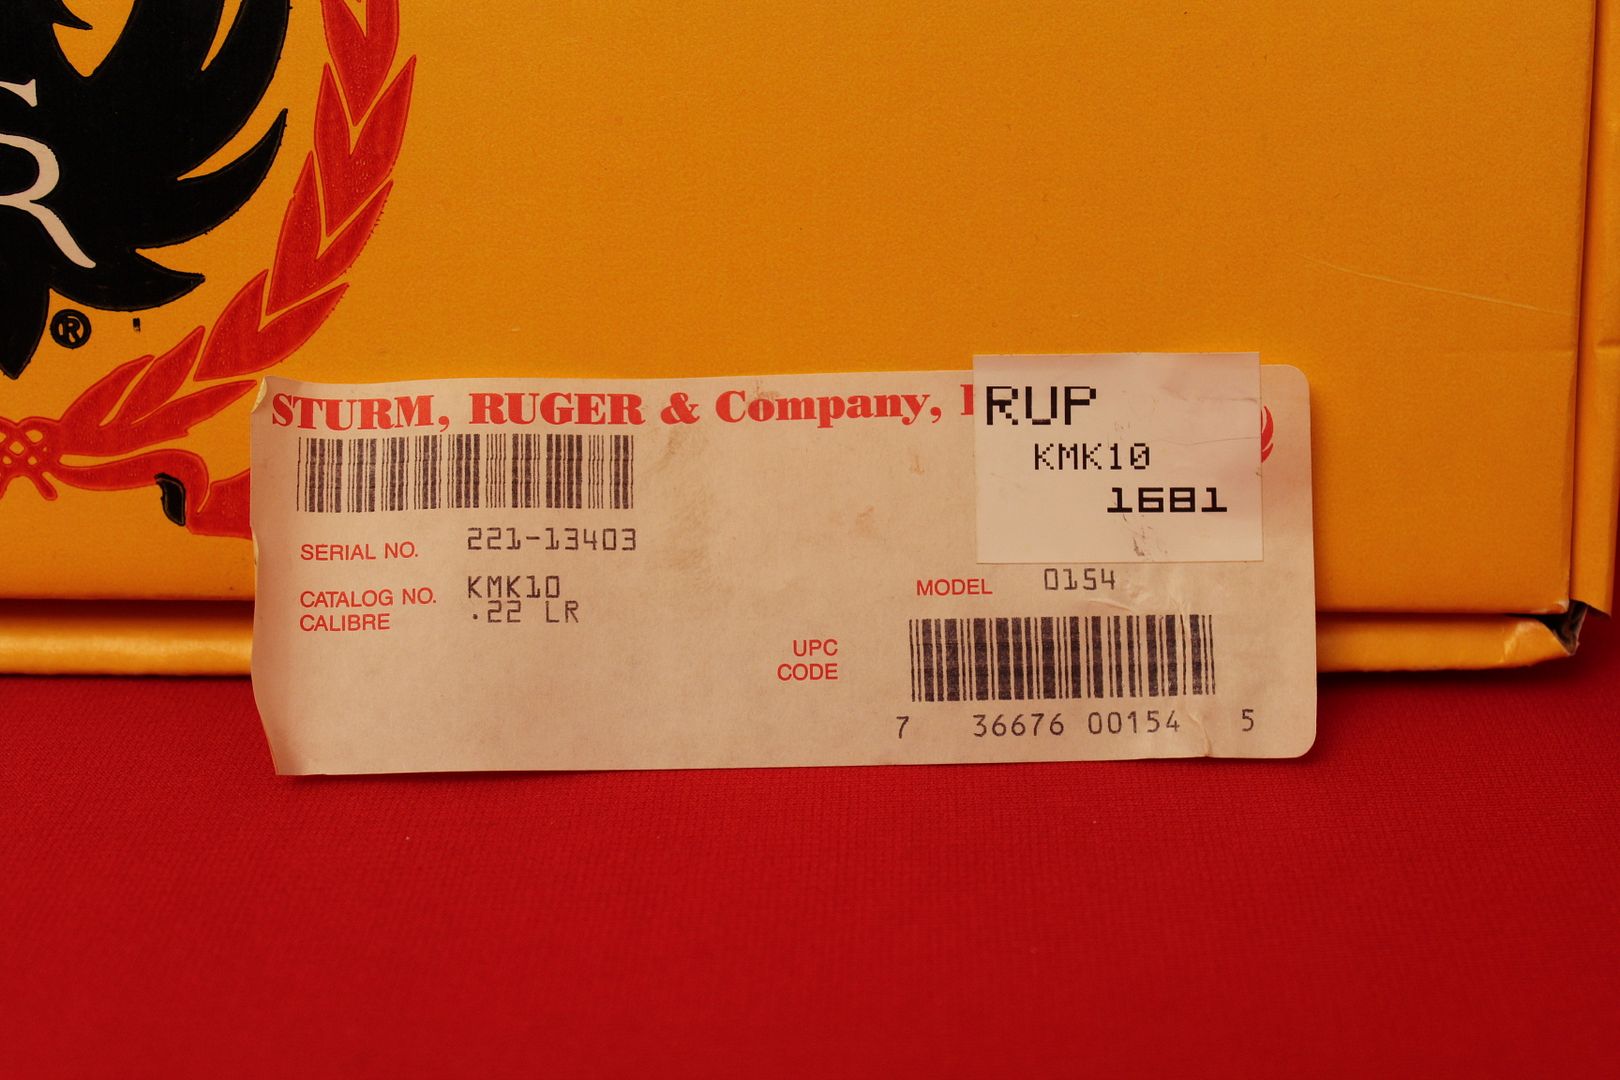 R
®
STURM, RUGER & Company,
RUP
KMK10
1681
SERIAL NO. 221-13403
CATALOG NO. KMK10
CALIBRE .22 LR
MODEL 0154
UPC
CODE
7 36676 00154 5